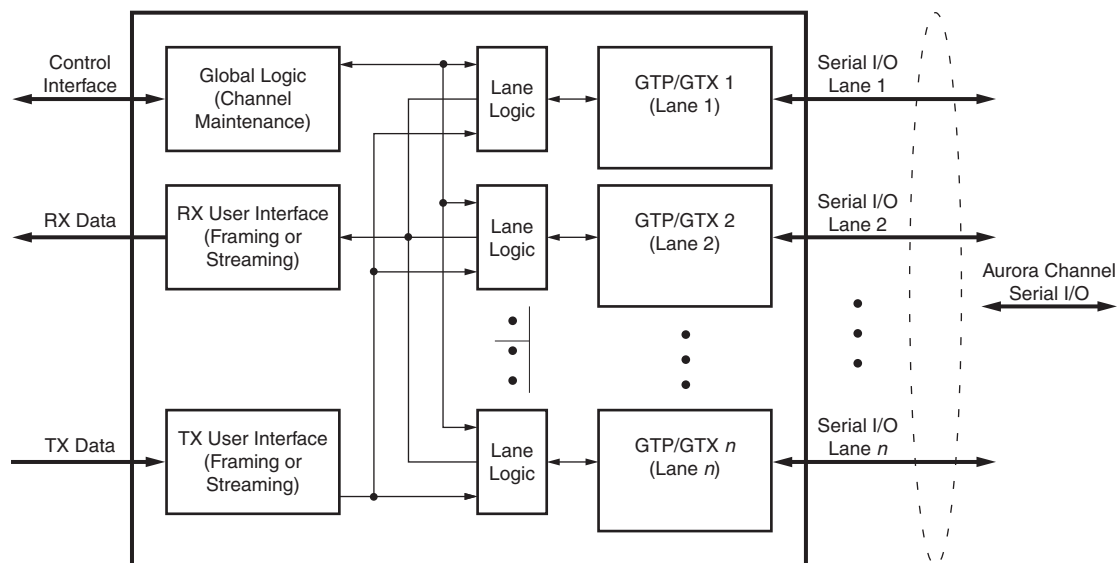 Control
Interface
Global Logic
(Channel
Maintenance)
Lane
Logic
GTP/GTX 1
(Lane 1)
Serial I/O
Lane 1
RX Data
RX User Interface
(Framing or
Streaming)
Lane
Logic
GTP/GTX 2
(Lane 2)
Serial I/O
Lane 2
Aurora Channel
Serial I/O
TX Data
TX User Interface
(Framing or
Streaming)
Lane
Logic
GTP/GTX n
(Lane n)
Serial I/O
Lane n